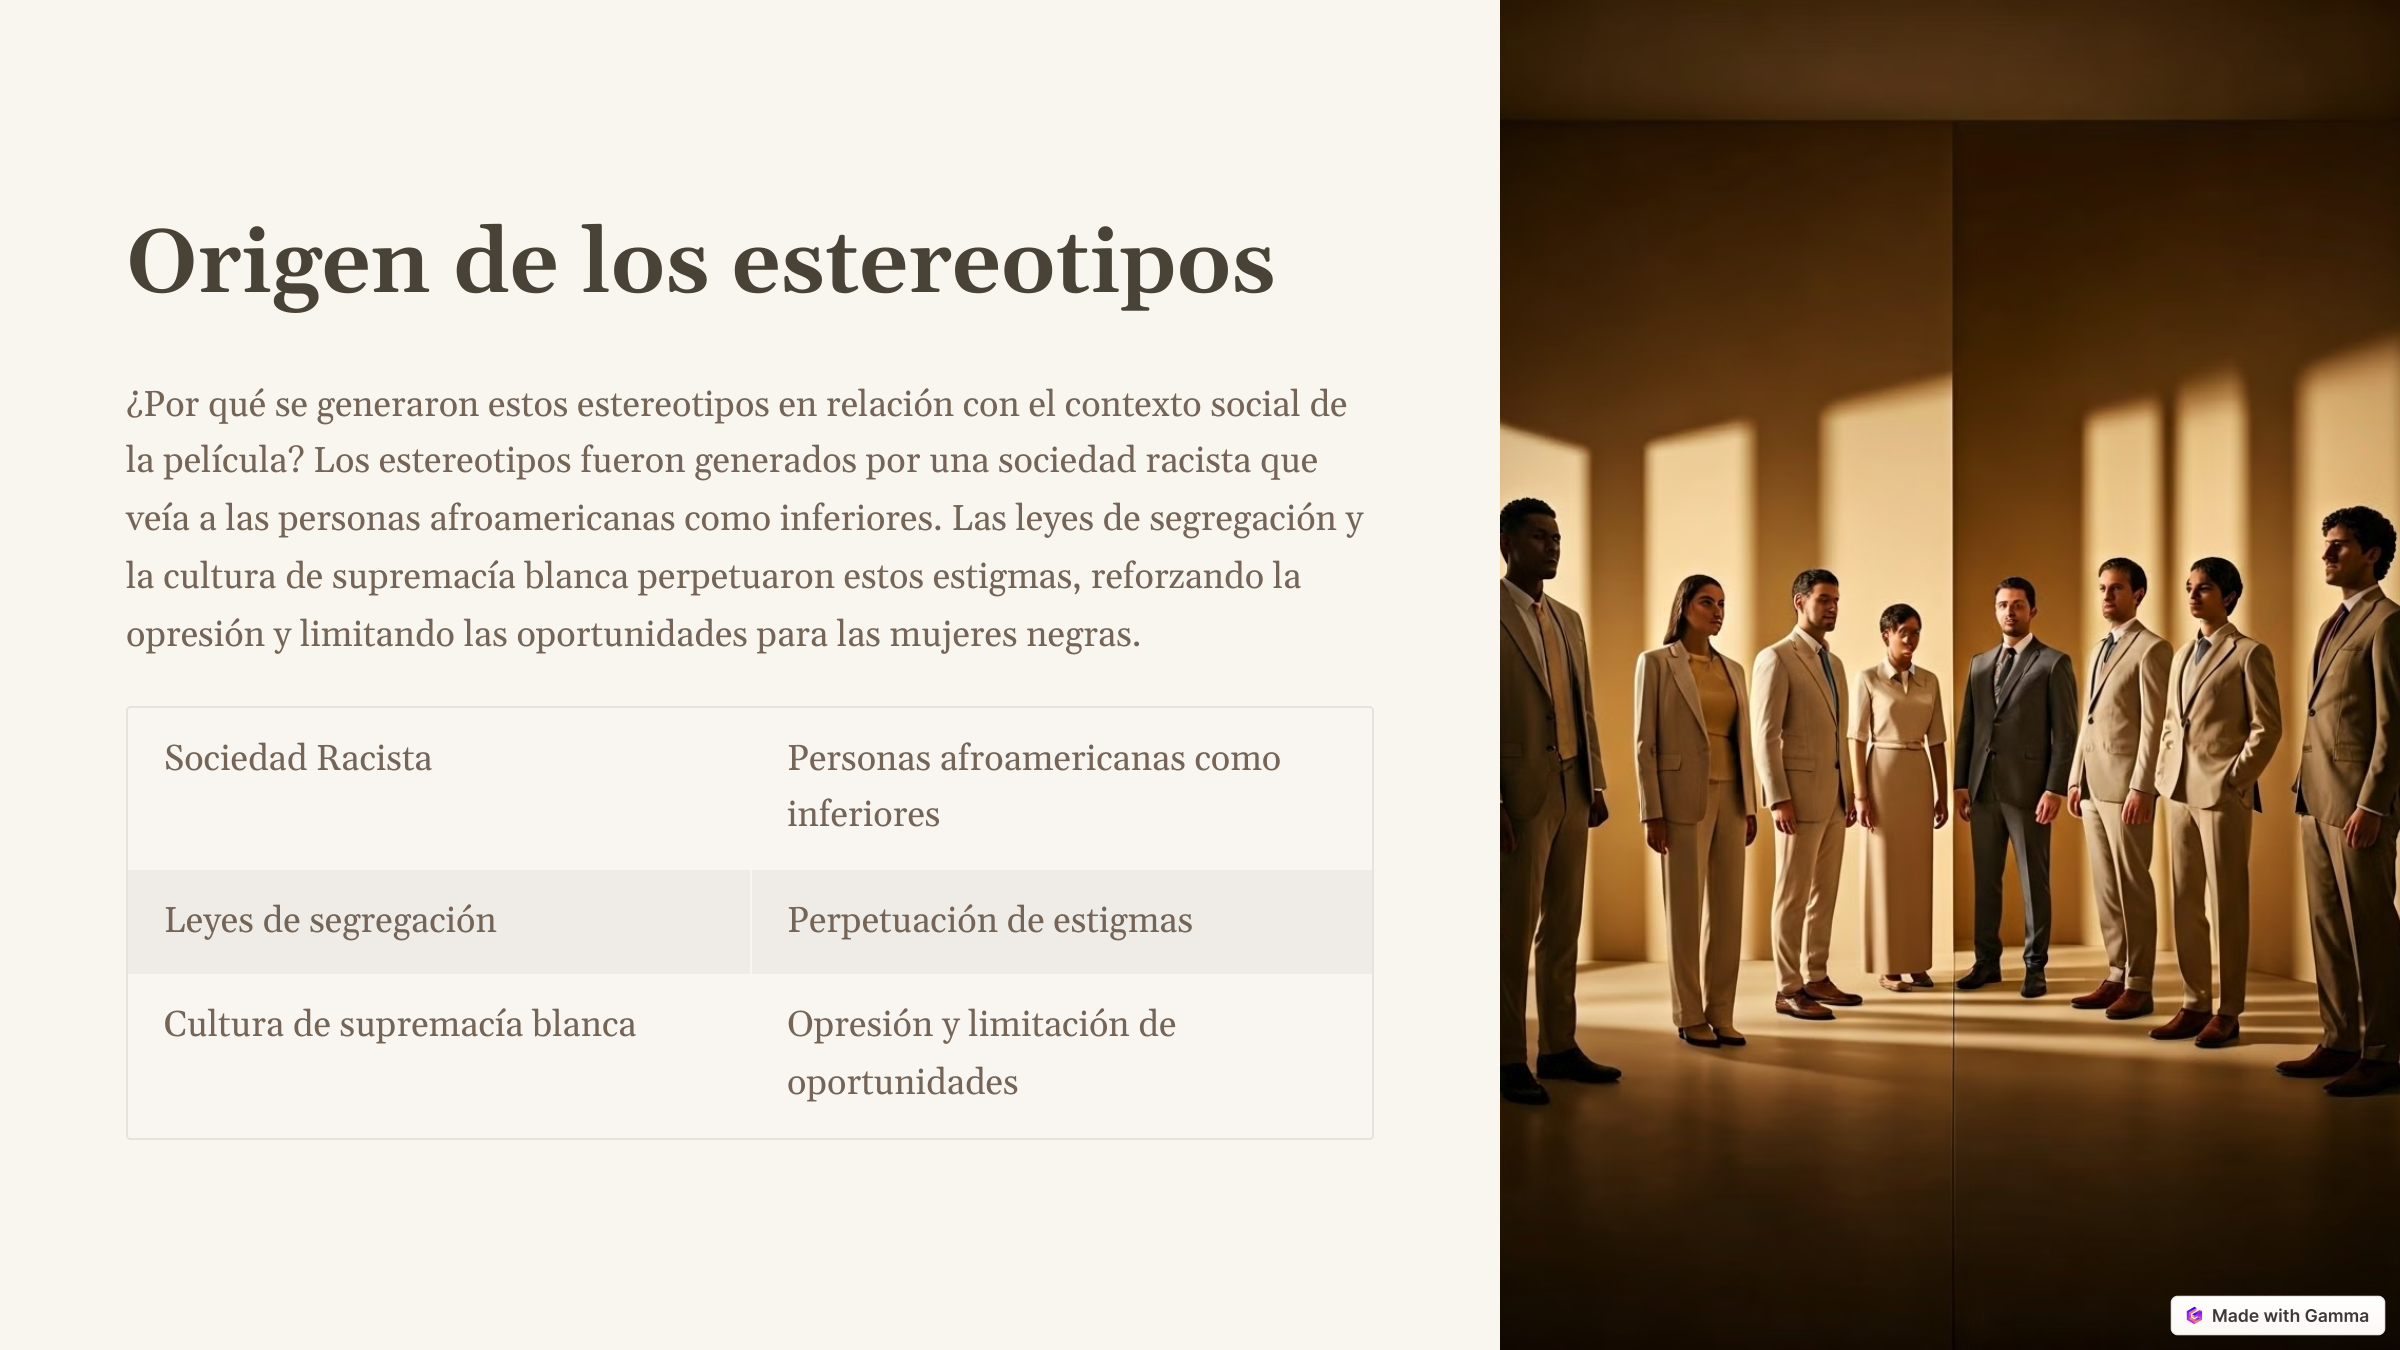 Origen de los estereotipos
¿Por qué se generaron estos estereotipos en relación con el contexto social de
la película? Los estereotipos fueron generados por una sociedad racista que
veía a las personas afroamericanas como inferiores. Las leyes de segregación y
la cultura de supremacía blanca perpetuaron estos estigmas, reforzando la
opresión y limitando las oportunidades para las mujeres negras.
Sociedad Racista
Personas afroamericanas como
inferiores
Leyes de segregación
Perpetuación de estigmas
Cultura de supremacía blanca
Opresión y limitación de
oportunidades
Made with Gamma